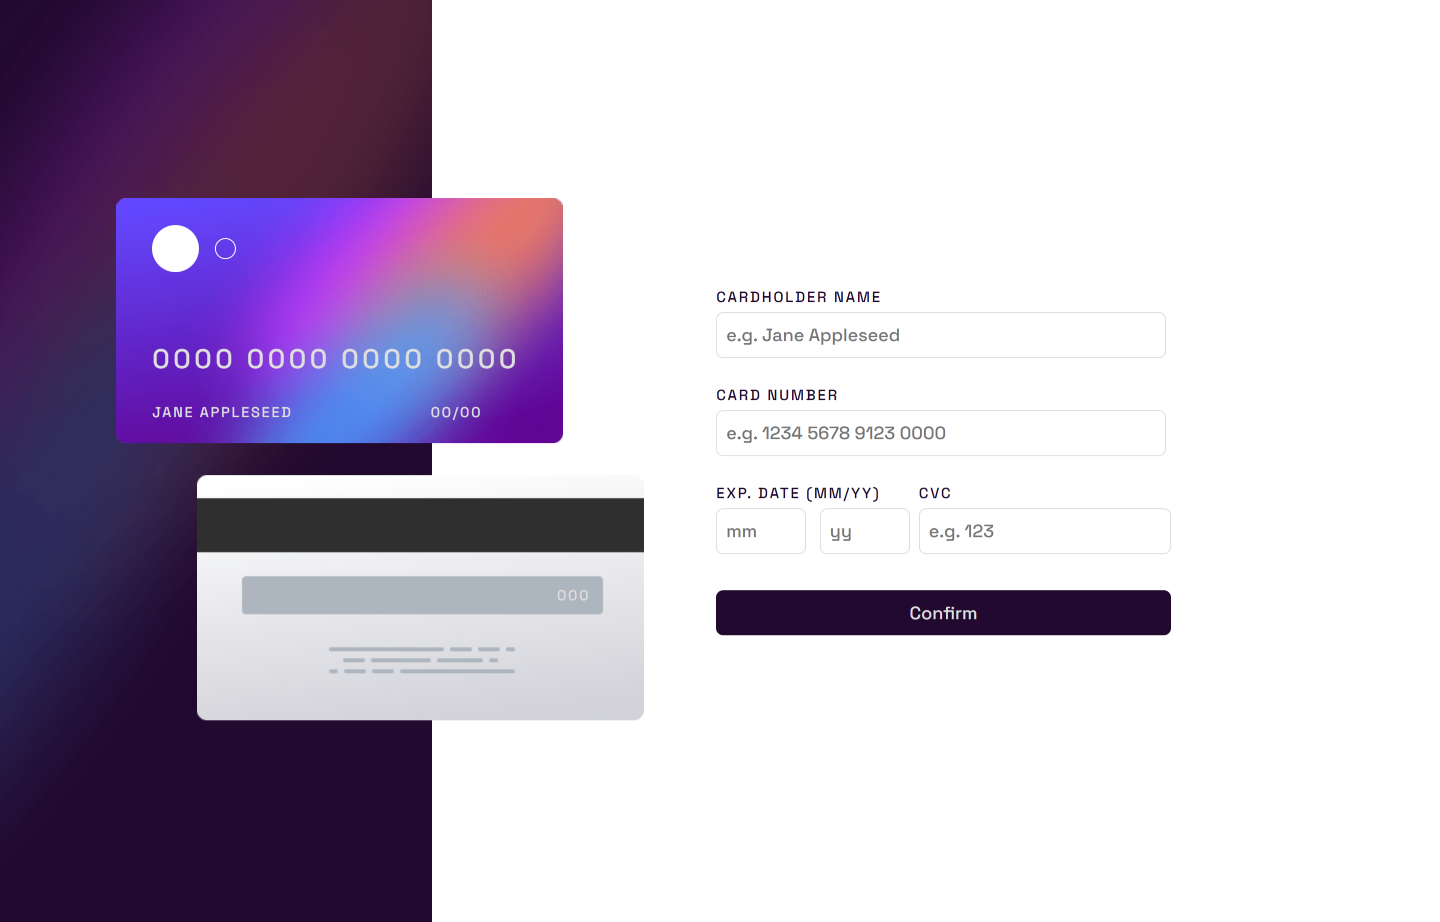 0000 0000 0000 0000
JANE APPLESEED 00/00
000
CARDHOLDER NAME
e.g. Jane Appleseed
CARD NUMBER
e.g. 1234 5678 9123 0000
EXP. DATE (MM/YY) CVC
mm yy e.g. 123
Confirm